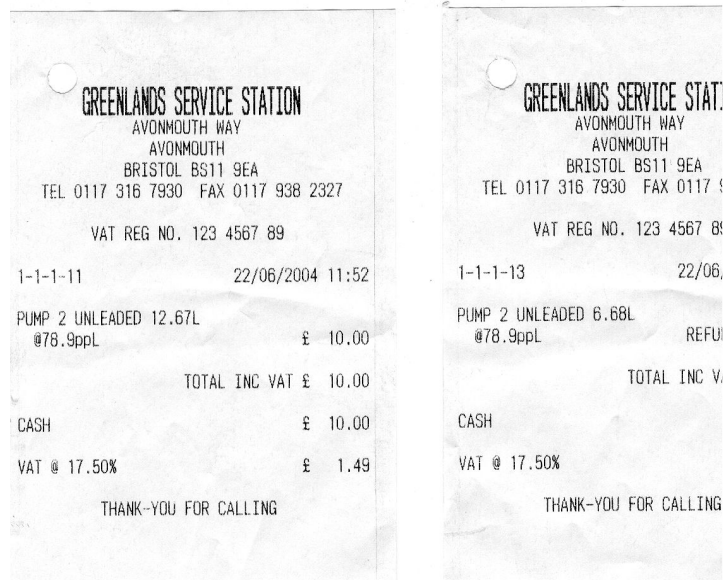 GREENLANDS SERVICE STATION
AVONMOUTH WAY
AVONMOUTH
BRISTOL BS11 9EA
TEL 0117 316 7930 FAX 0117 938 2327
VAT REG NO. 123 4567 89
1-1-1-11 22/06/2004 11:52
PUMP 2 UNLEADED 12.67L
@78.9ppL £ 10.00
TOTAL INC VAT £ 10.00
CASH £ 10.00
VAT @ 17.50% £ 1.49
THANK-YOU FOR CALLING
GREENLANDS SERVICE STATI
AVONMOUTH WAY
AVONMOUTH
BRISTOL BS11 9EA
TEL 0117 316 7930 FAX 0117
VAT REG NO. 123 4567 89
1-1-1-13 22/06/
PUMP 2 UNLEADED 6.68L
@78.9ppL REFU
TOTAL INC V
CASH
VAT @ 17.50%
THANK-YOU FOR CALLING